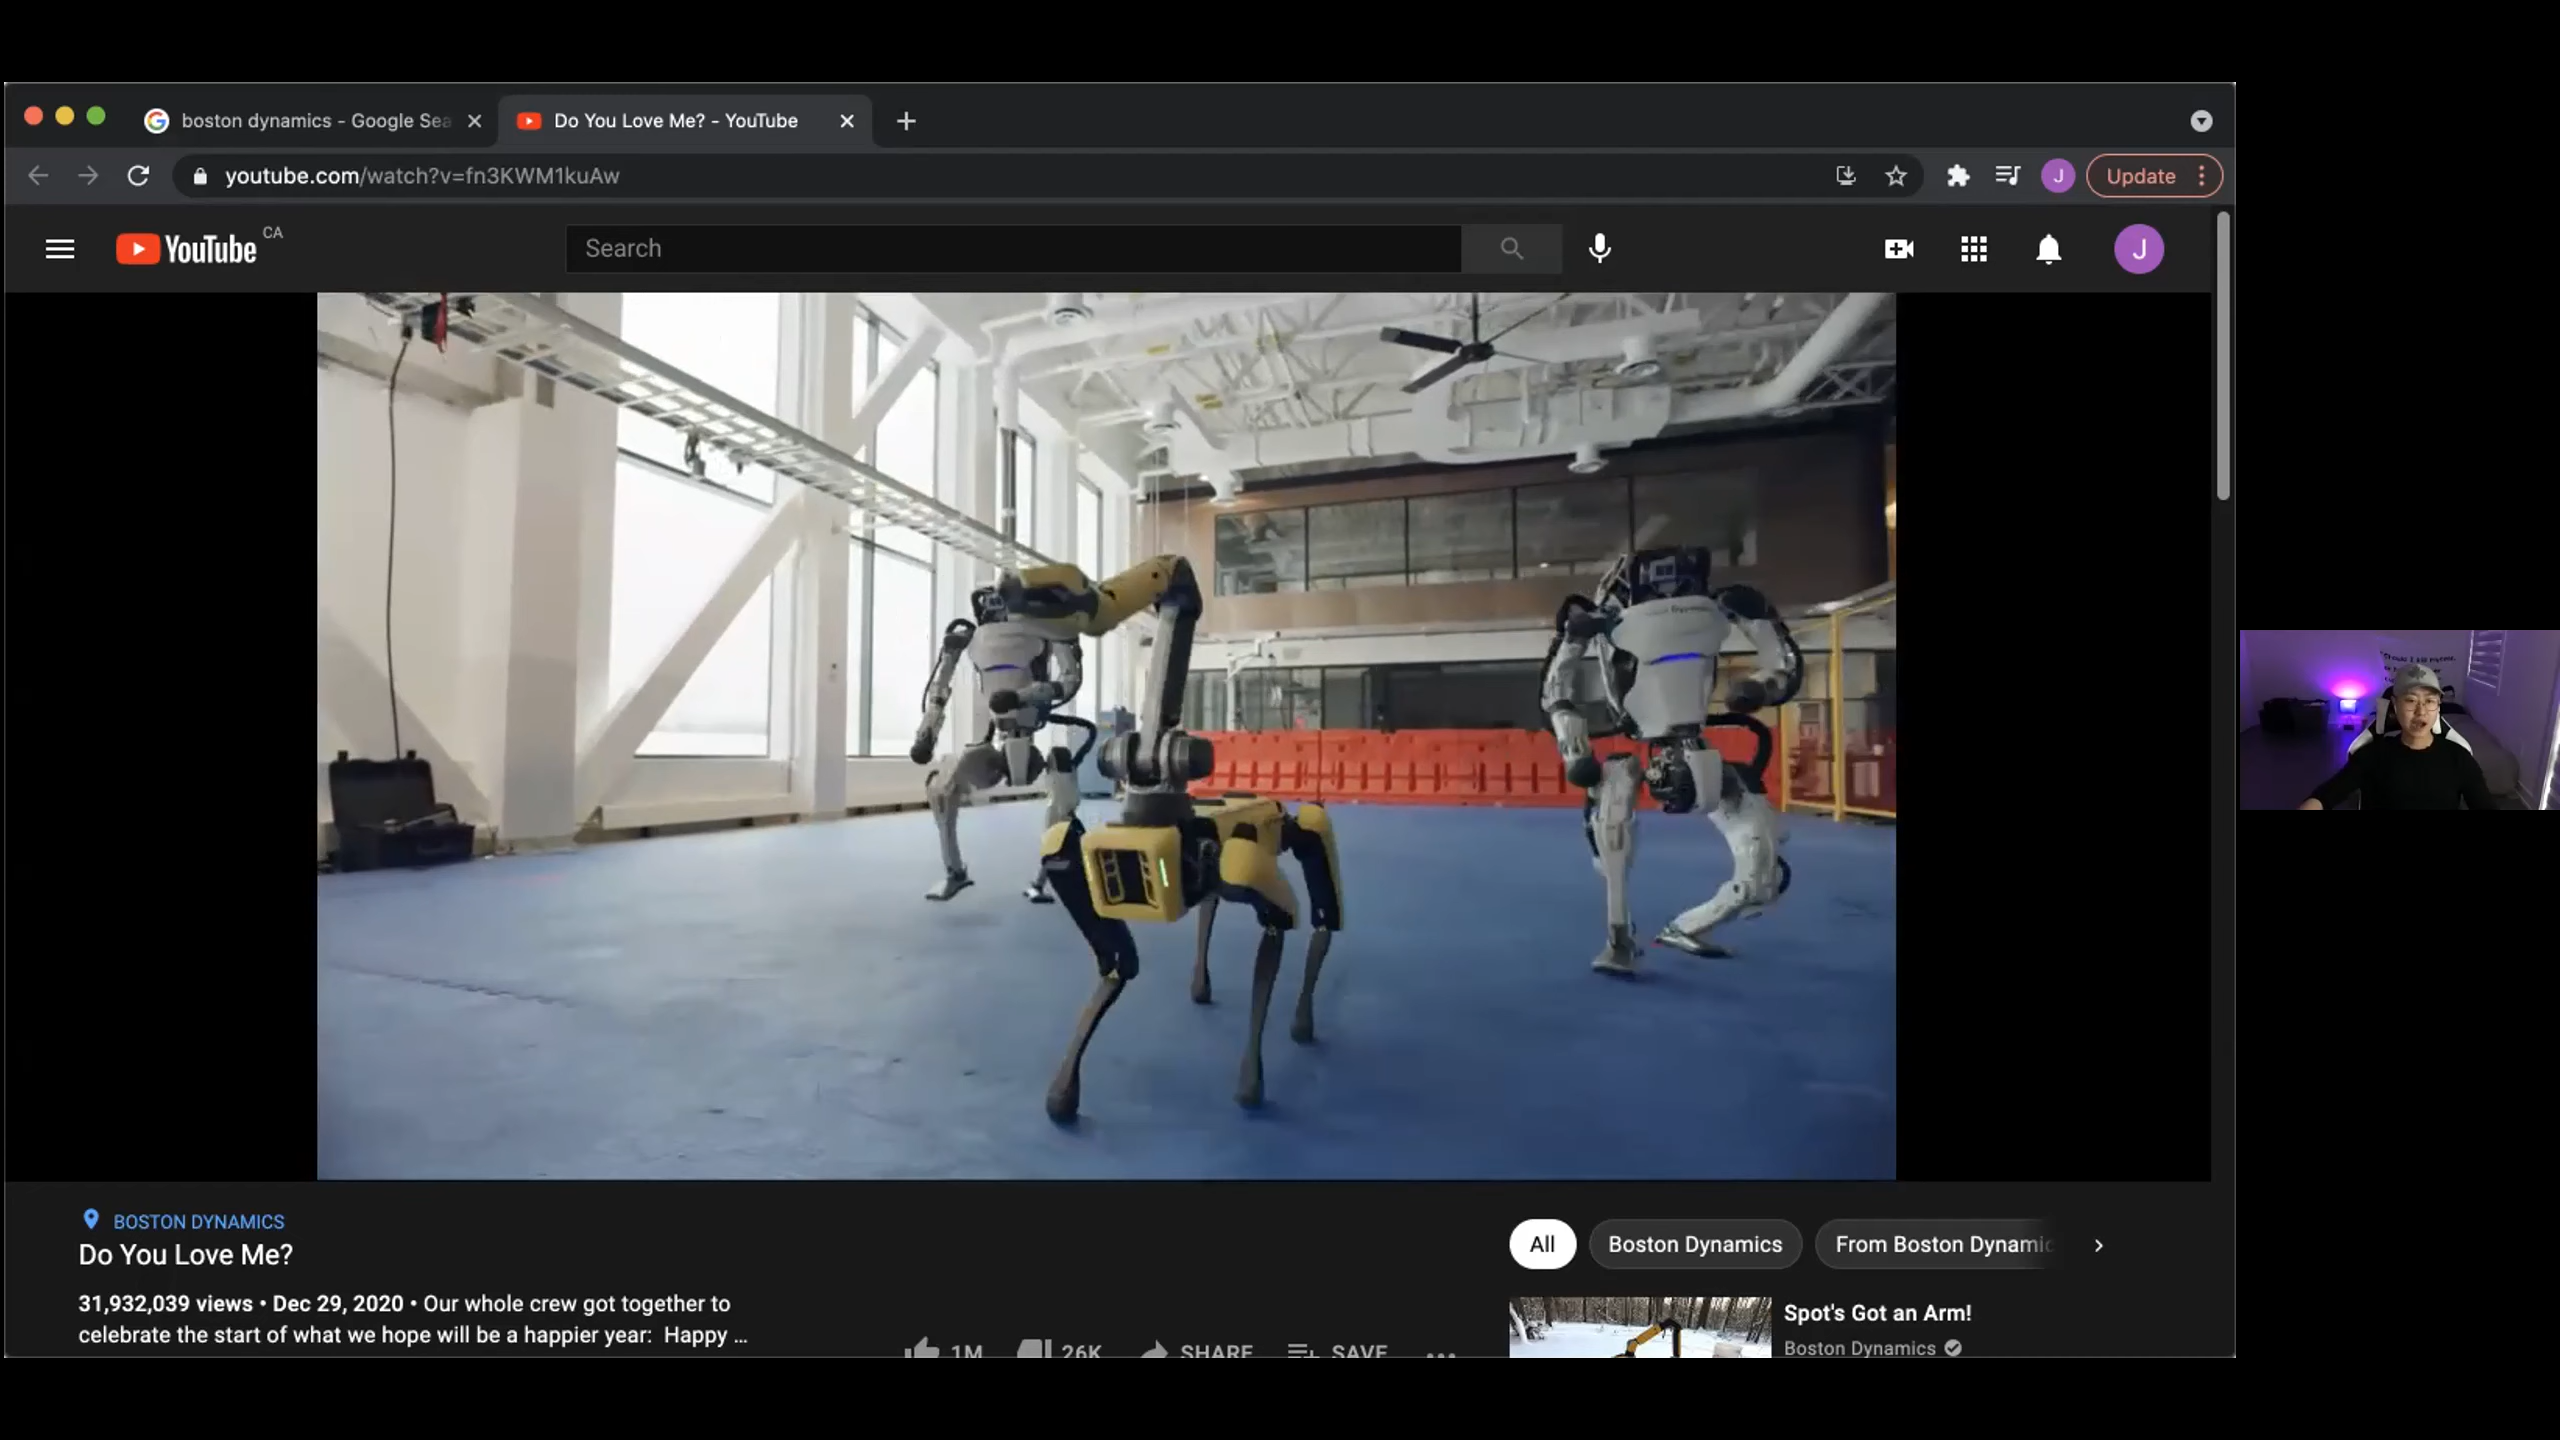 boston dynamics - Google Sea
Do You Love Me? - YouTube
youtube.com/watch?v=fn3KWM1kuAw
Update
J
YouTube CA
Search
J
BOSTON DYNAMICS
Do You Love Me?
31,932,039 views • Dec 29, 2020 • Our whole crew got together to
celebrate the start of what we hope will be a happier year: Happy ...
1M
26K
SHARE
SAVE
All
Boston Dynamics
From Boston Dynamic
Spot's Got an Arm!
Boston Dynamics